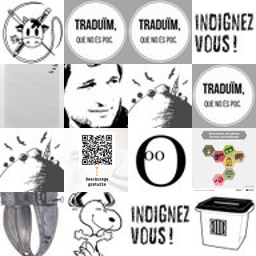 TRADUÏM,
QUE NO ÉS POC.
TRADUÏM,
QUE NO ÉS POC.
INDIGNEZ
VOUS !
TRADUÏM,
QUE NO ÉS POC.
Descàrrega
gratuïta
OO
O
INDIGNEZ
VOUS !